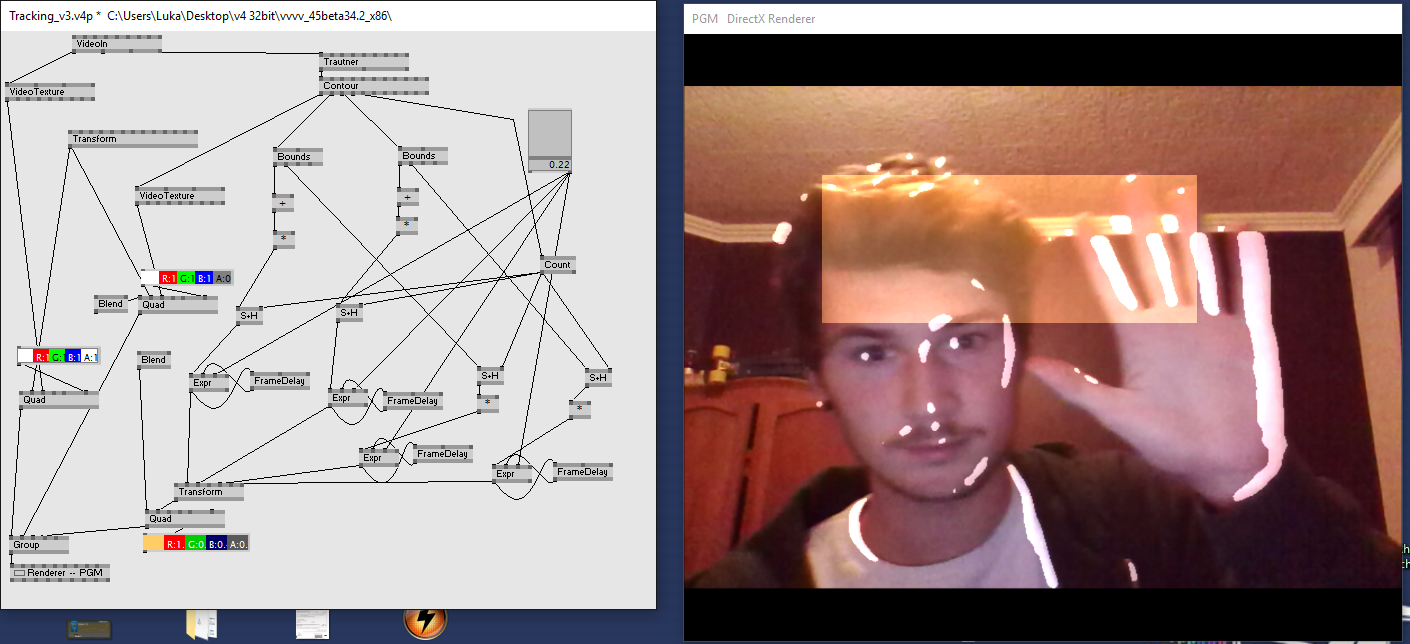 Tracking_v3.v4p * C:\Users\Luka\Desktop\v4 32bit\vvvv_45beta34.2_x86\
PGM DirectX Renderer
VideoIn
Trautner
VideoTexture
Contour
Transform
Bounds
Bounds
0.22
VideoTexture
+
+
*
*
Count
R:1 G:1 B:1 A:0
Blend
Quad
S+H
S+H
R:1 G: B:1 A:1
Blend
Expr
FrameDelay
S+H
S+H
Quad
Expr
FrameDelay
*
*
Expr
FrameDelay
Expr
FrameDelay
Transform
Quad
Group
R:1. G:0 B:0. A:0.
Renderer -- PGM